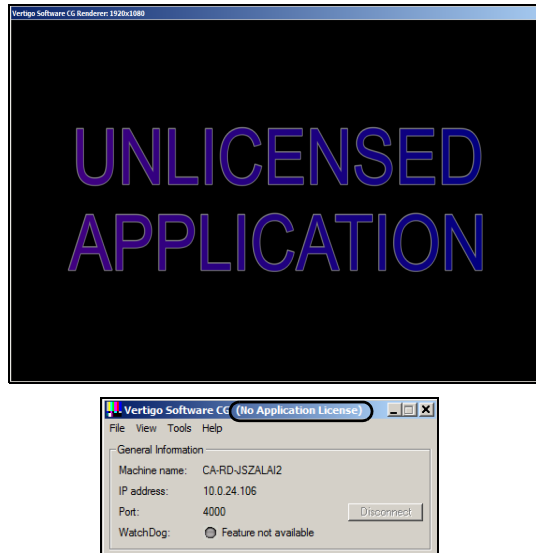 Vertigo Software CG Renderer: 1920x1080
UNLICENSED
APPLICATION
Vertigo Software CG (No Application License)
File View Tools Help
General Information
Machine name: CA-RD-JSZALAI2
IP address: 10.0.24.106
Port: 4000 Disconnect
WatchDog: Feature not available